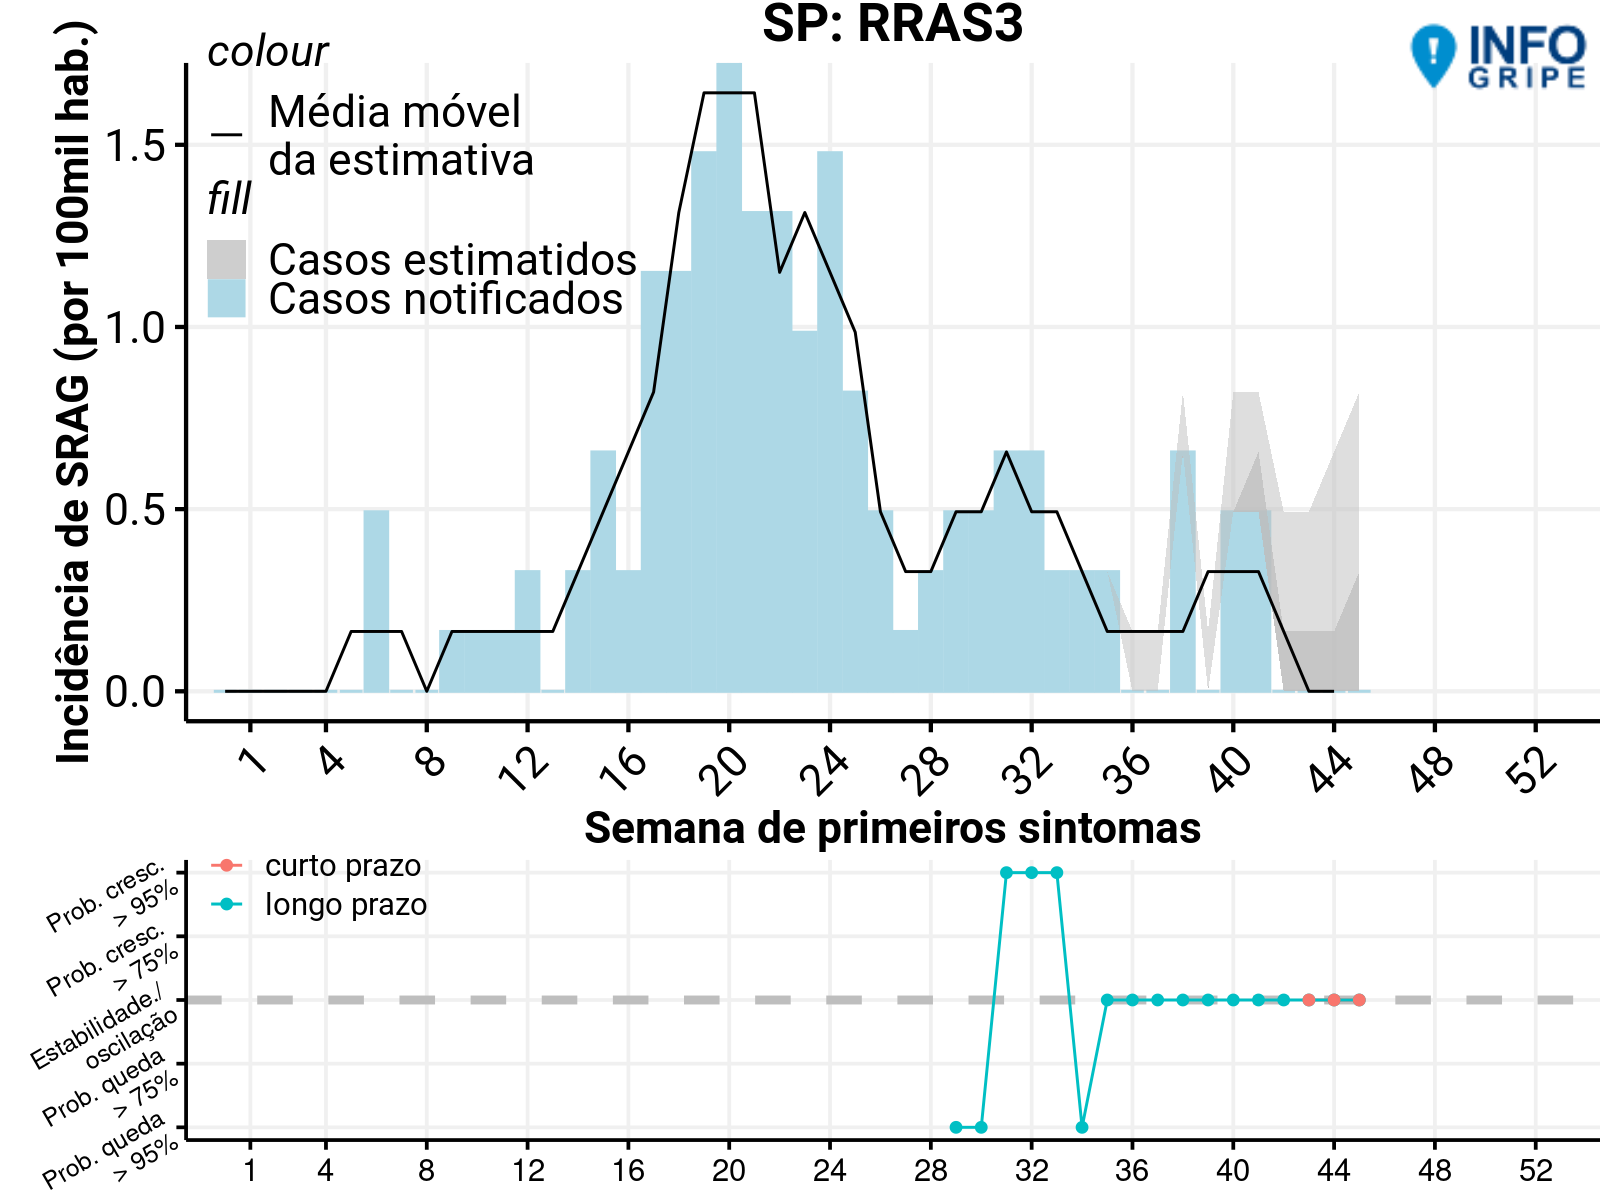 SP: RRAS3
INFO
GRIPE
Incidência de SRAG (por 100mil hab.)
colour
Média móvel
da estimativa
fill
Casos estimatidos
Casos notificados
1.5
1.0
0.5
0.0
1 4 8 12 16 20 24 28 32 36 40 44 48 52
Semana de primeiros sintomas
curto prazo
longo prazo
Prob. cresc.
> 95%
Prob. cresc.
> 75%
Estabilidade./
oscilação
Prob. queda
> 75%
Prob. queda
> 95%
1 4 8 12 16 20 24 28 32 36 40 44 48 52